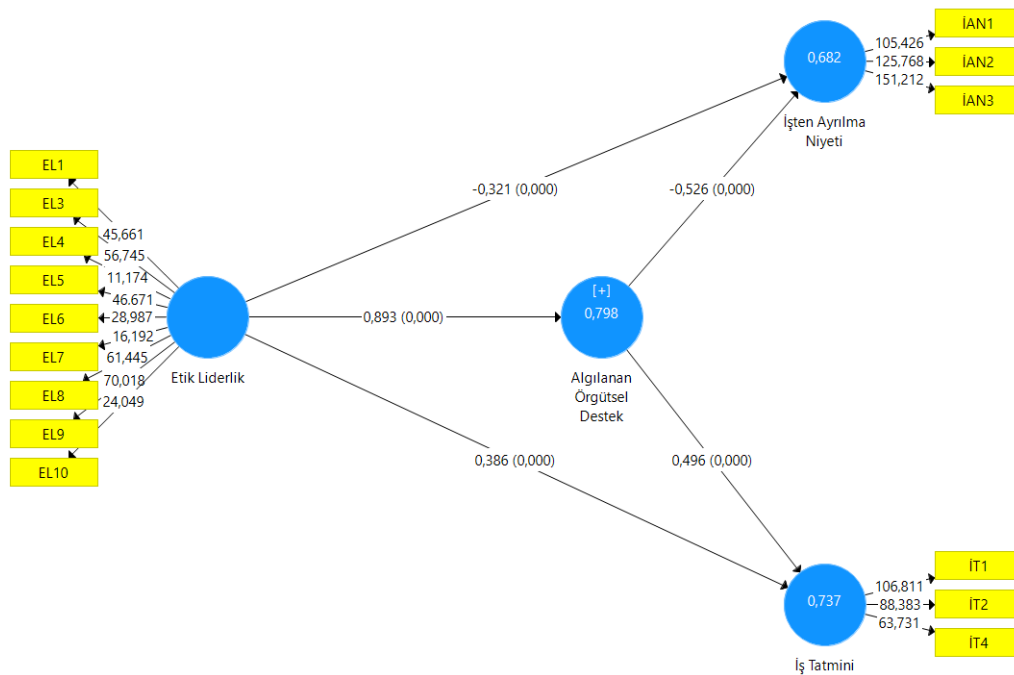 EL1
EL3
EL4
EL5
EL6
EL7
EL8
EL9
EL10
45,661
56,745
11,174
46.671
28,987
16,192
61,445
70,018
24,049
Etik Liderlik
-0,321 (0,000)
-0,526 (0,000)
0,893 (0,000)
0,386 (0,000)
0,496 (0,000)
[+]
0,798
Algılanan
Örgütsel
Destek
0,682
İşten Ayrılma
Niyeti
105,426
125,768
151,212
İAN1
İAN2
İAN3
0,737
İş Tatmini
106,811
88,383
63,731
İT1
İT2
İT4